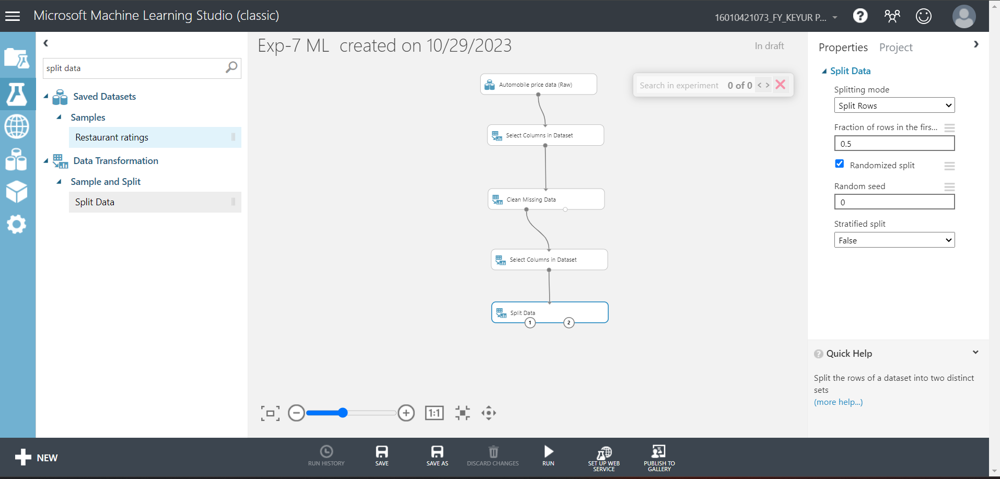 Microsoft Machine Learning Studio (classic)
16010421073_FY_KEYUR P...
?
split data
Saved Datasets
Samples
Restaurant ratings
Data Transformation
Sample and Split
Split Data
Exp-7 ML created on 10/29/2023
In draft
Search in experiment 0 of 0 < >
Automobile price data (Raw)
Select Columns in Dataset
Clean Missing Data
Select Columns in Dataset
Split Data
1 2
1:1
Properties Project
Split Data
Splitting mode
Split Rows
Fraction of rows in the firs...
0.5
Randomized split
Random seed
0
Stratified split
False
? Quick Help
Split the rows of a dataset into two distinct
sets
(more help...)
NEW
RUN HISTORY
SAVE
SAVE AS
DISCARD CHANGES
RUN
SET UP WEB
SERVICE
PUBLISH TO
GALLERY